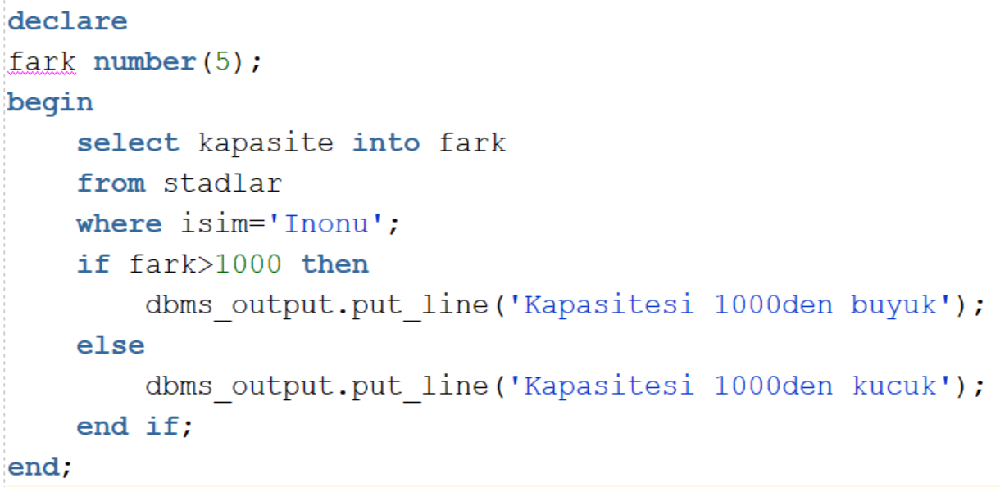 declare
fark number(5);
begin
    select kapasite into fark
    from stadlar
    where isim='Inonu';
    if fark>1000 then
        dbms_output.put_line('Kapasitesi 1000den buyuk');
    else
        dbms_output.put_line('Kapasitesi 1000den kucuk');
    end if;
end;